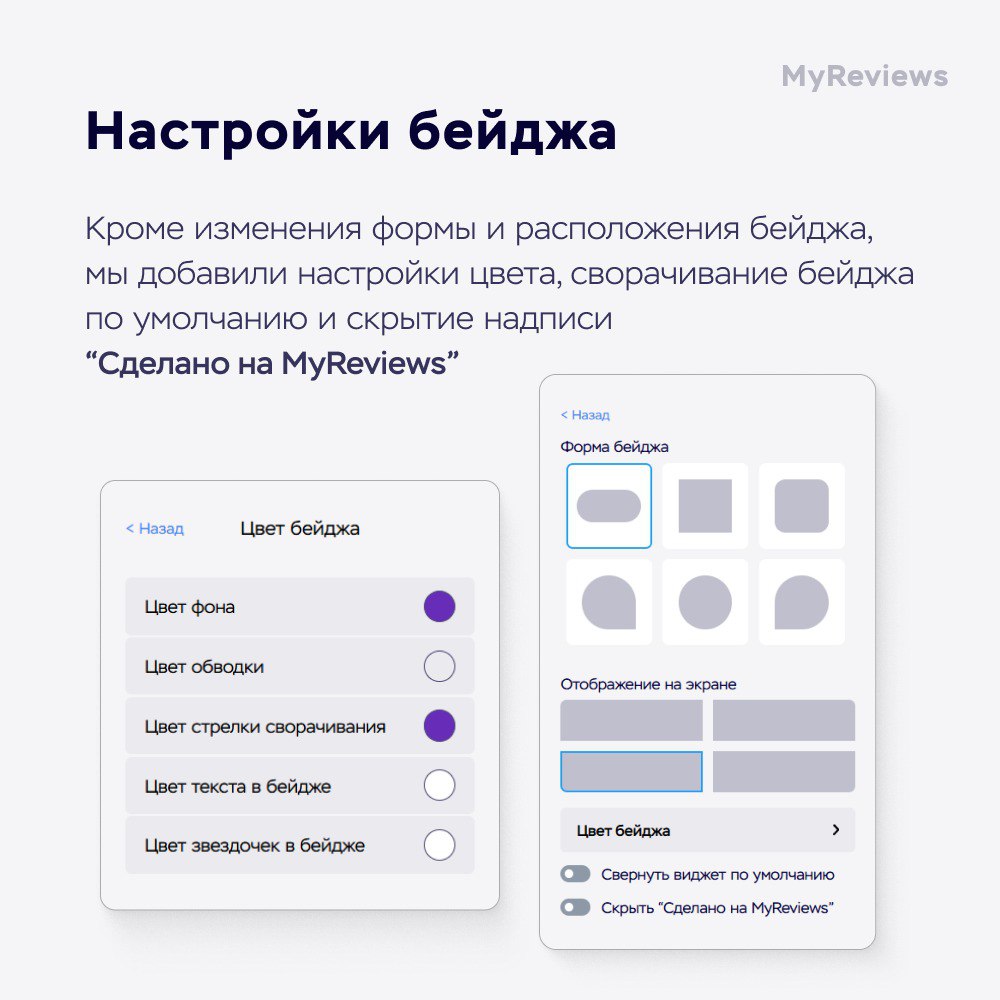 MyReviews
Настройки бейджа
Кроме изменения формы и расположения бейджа,
мы добавили настройки цвета, сворачивание бейджа
по умолчанию и скрытие надписи
“Сделано на MyReviews”
< Назад
Цвет бейджа
Цвет фона
Цвет обводки
Цвет стрелки сворачивания
Цвет текста в бейдже
Цвет звездочек в бейдже
< Назад
Форма бейджа
Отображение на экране
Цвет бейджа
Свернуть виджет по умолчанию
Скрыть “Сделано на MyReviews”